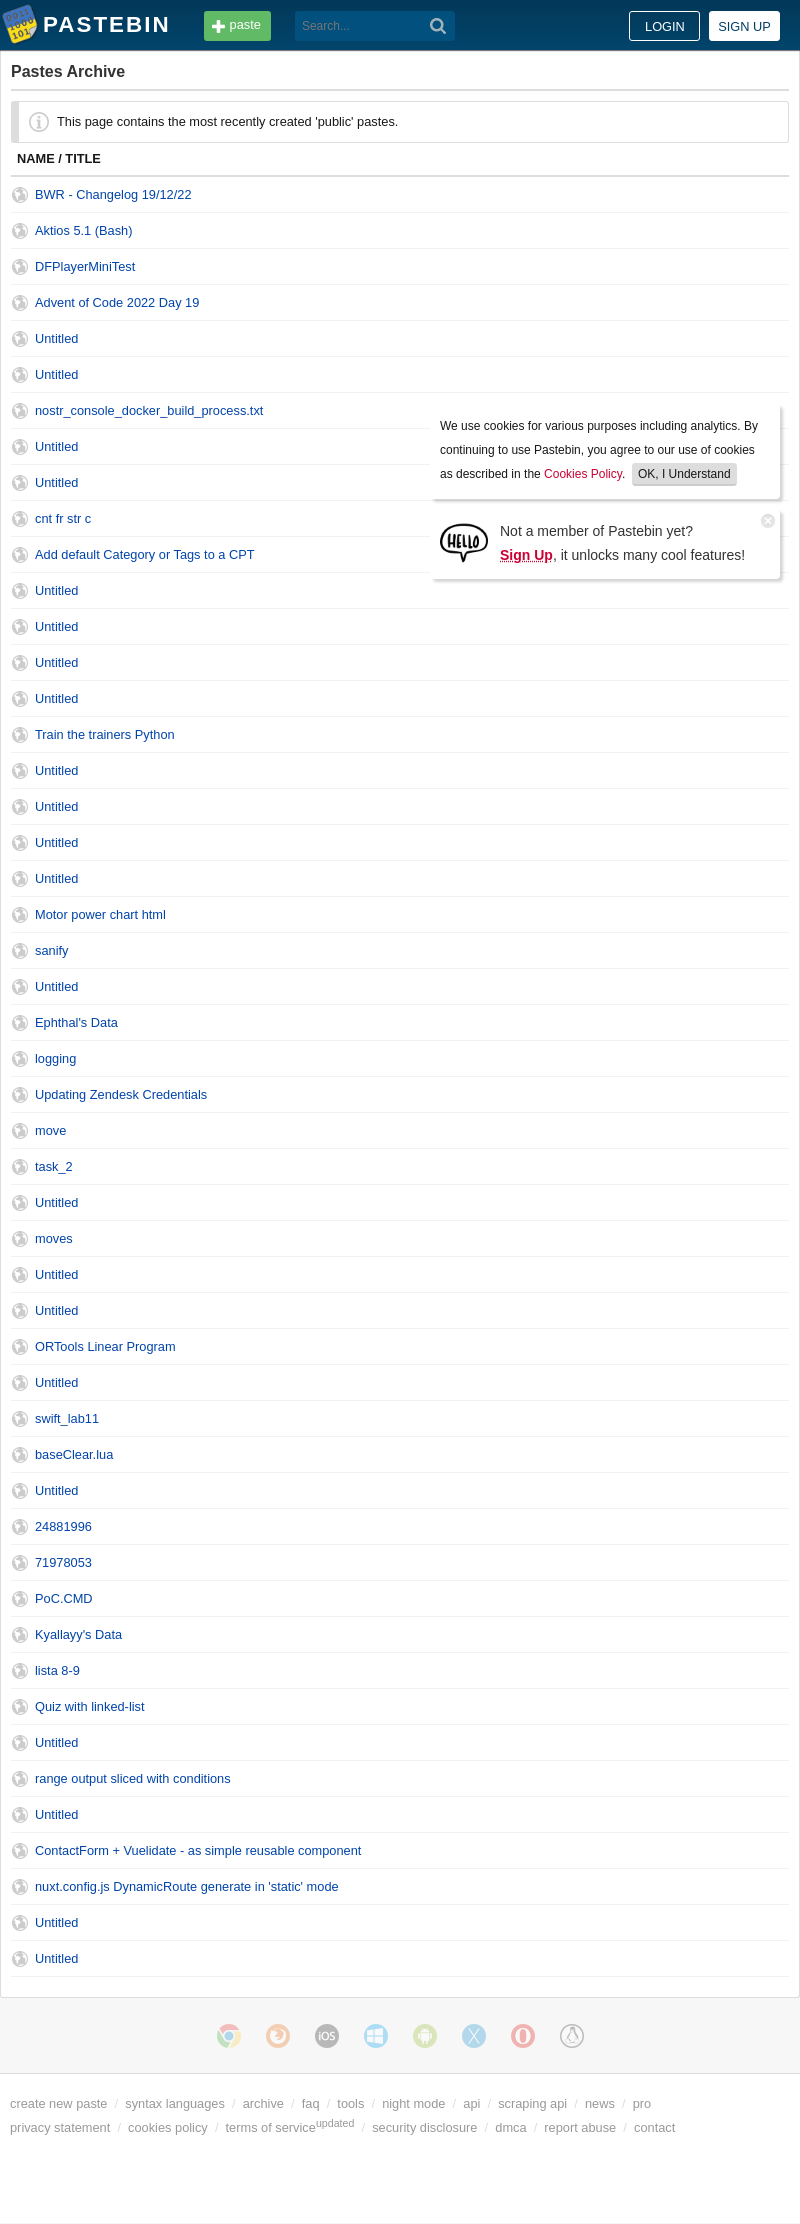 PASTEBIN
paste
Search...
LOGIN
SIGN UP
Pastes Archive
This page contains the most recently created 'public' pastes.
NAME / TITLE
BWR - Changelog 19/12/22
Aktios 5.1 (Bash)
DFPlayerMiniTest
Advent of Code 2022 Day 19
Untitled
Untitled
nostr_console_docker_build_process.txt
Untitled
Untitled
cnt fr str c
Add default Category or Tags to a CPT
Untitled
Untitled
Untitled
Untitled
Train the trainers Python
Untitled
Untitled
Untitled
Untitled
Motor power chart html
sanify
Untitled
Ephthal's Data
logging
Updating Zendesk Credentials
move
task_2
Untitled
moves
Untitled
Untitled
ORTools Linear Program
Untitled
swift_lab11
baseClear.lua
Untitled
24881996
71978053
PoC.CMD
Kyallayy's Data
lista 8-9
Quiz with linked-list
Untitled
range output sliced with conditions
Untitled
ContactForm + Vuelidate - as simple reusable component
nuxt.config.js DynamicRoute generate in 'static' mode
Untitled
Untitled
We use cookies for various purposes including analytics. By
continuing to use Pastebin, you agree to our use of cookies
as described in the Cookies Policy. OK, I Understand
HELLO
Not a member of Pastebin yet?
Sign Up, it unlocks many cool features!
iOS
create new paste / syntax languages / archive / faq / tools / night mode / api / scraping api / news / pro
privacy statement / cookies policy / terms of service updated / security disclosure / dmca / report abuse / contact